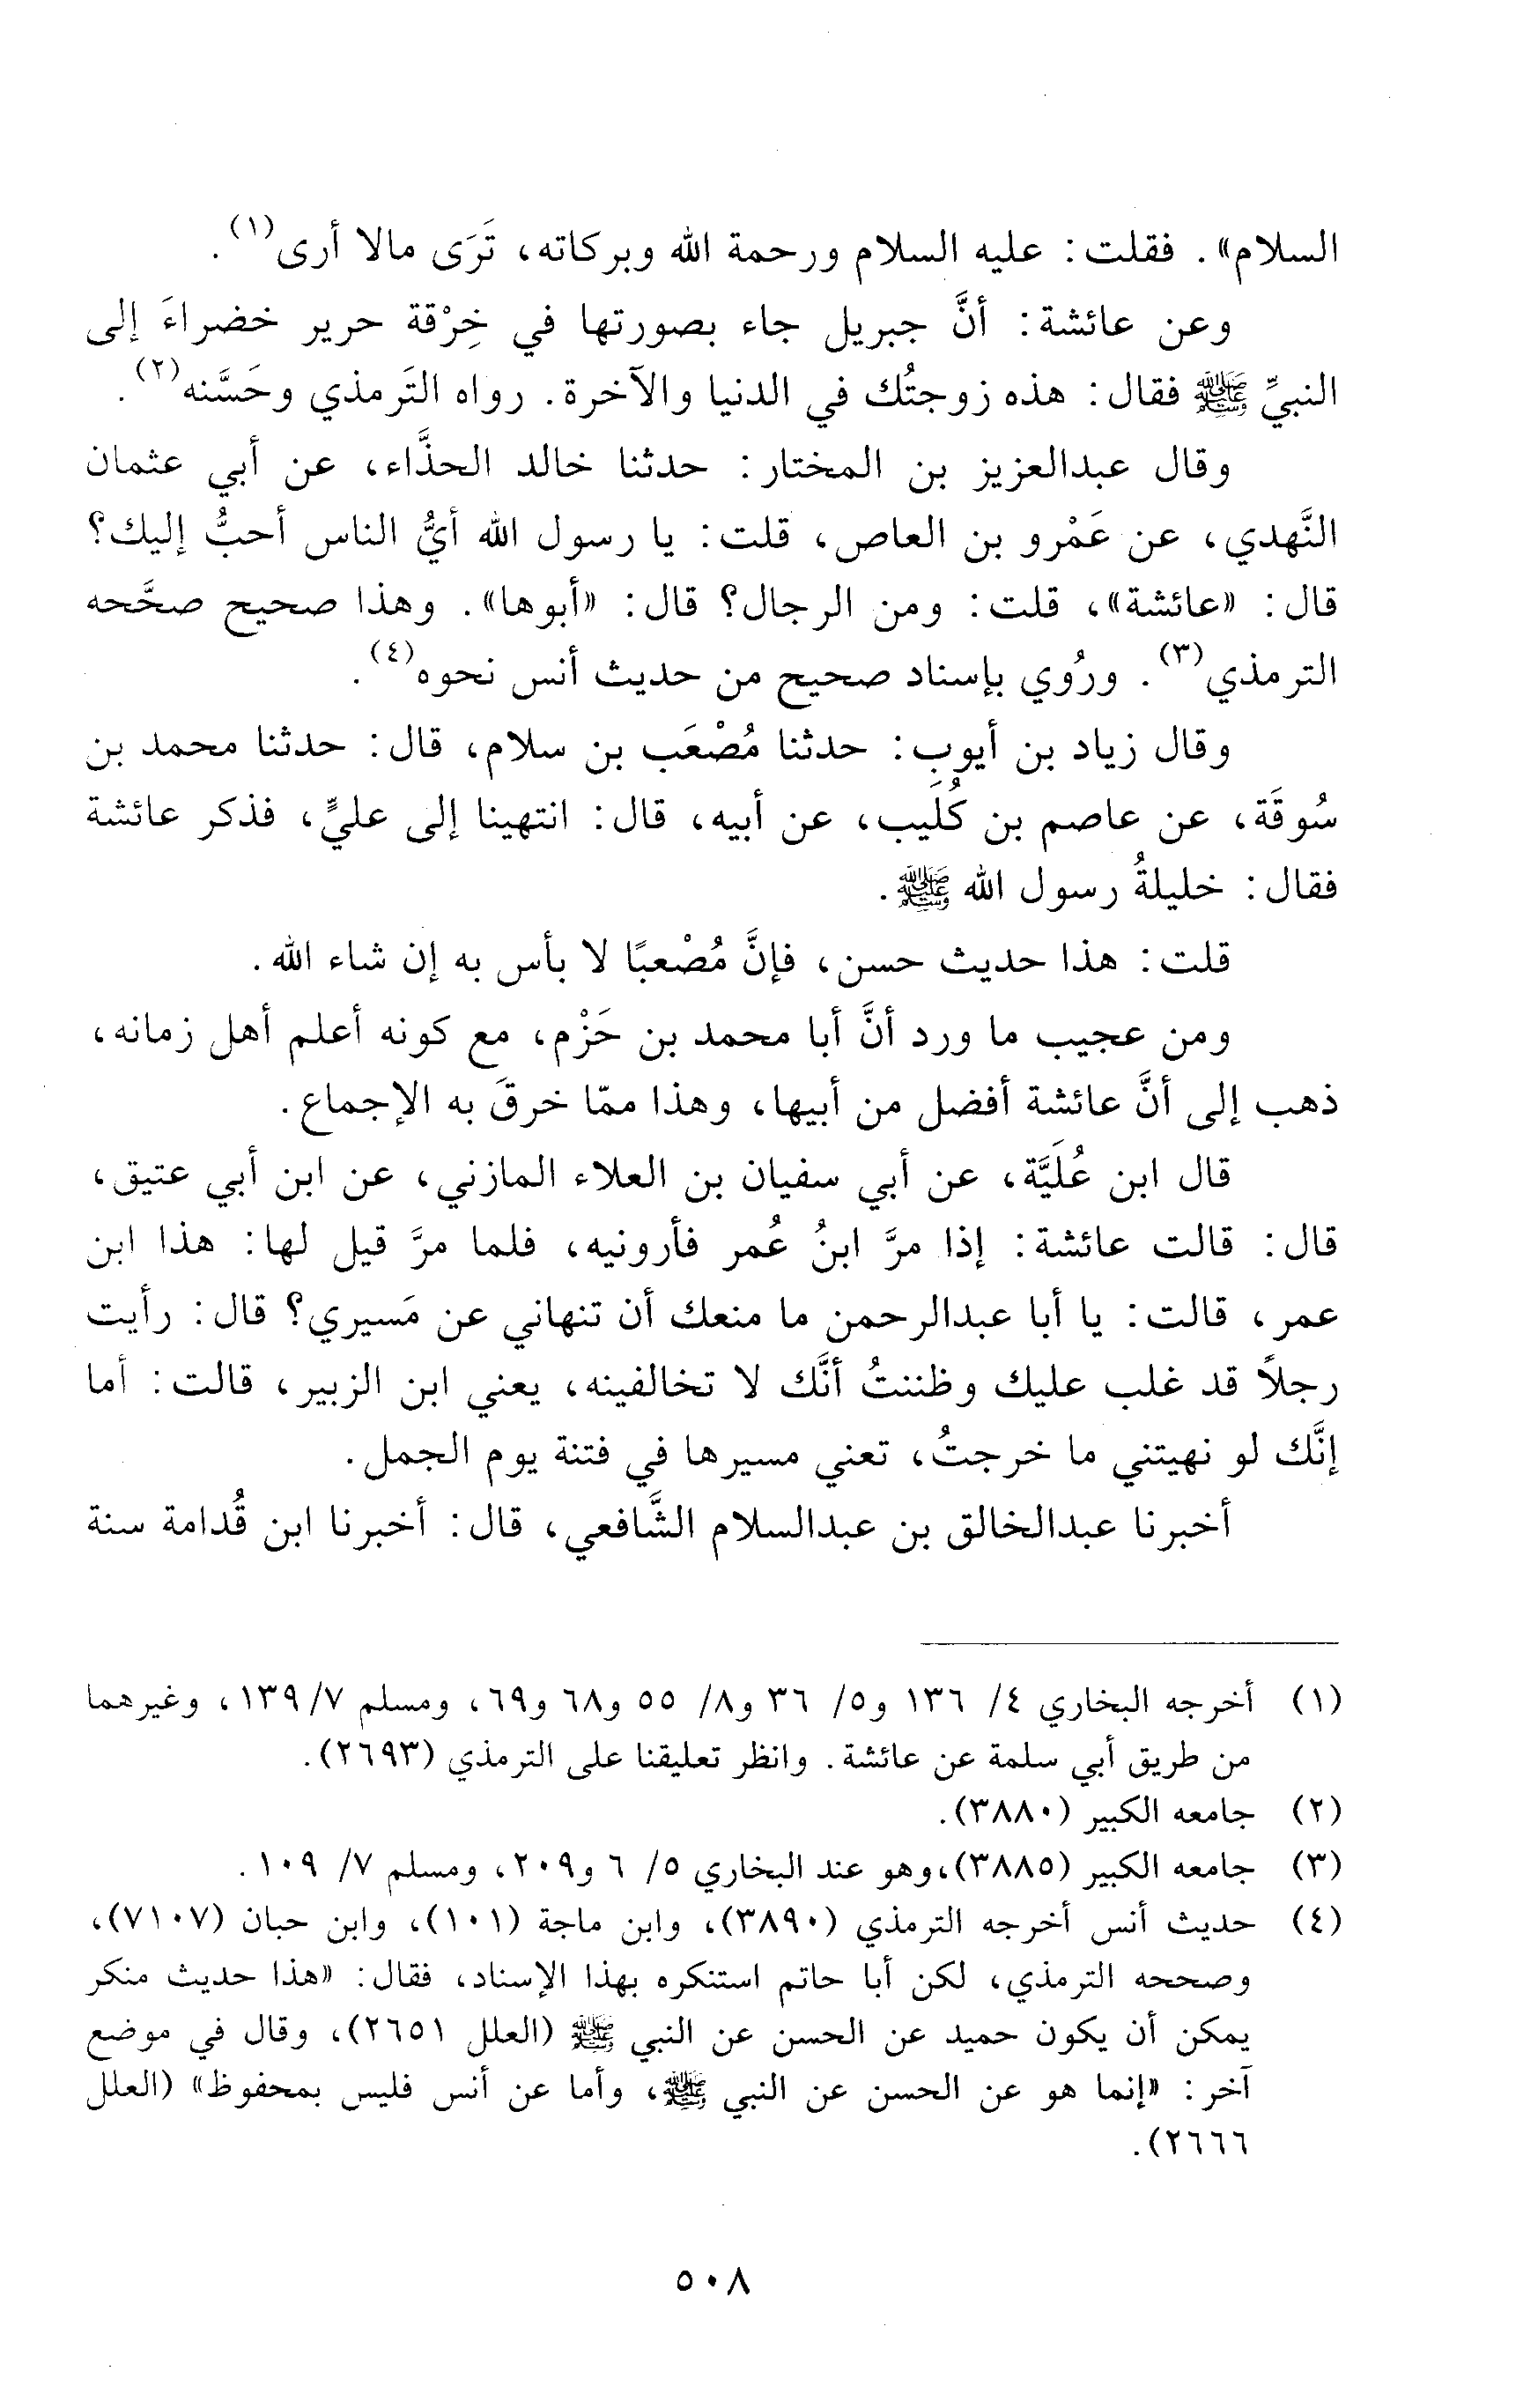 السلام». فقلت: عليه السلام ورحمة الله وبركاته، تَرَى مالا أرى(١).
وعن عائشة: أنَّ جبريل جاء بصورتها في خِرْقة حرير خضراءَ إلى
النبيِّ ﷺ فقال: هذه زوجتُك في الدنيا والآخرة. رواه التَرمذي وحَسَّنه(٢).
وقال عبدالعزيز بن المختار: حدثنا خالد الحذَّاء، عن أبي عثمان
النَّهدي، عن عَمْرو بن العاص، قلت: يا رسول الله أيُّ الناس أحبُّ إليك؟
قال: «عائشة»، قلت: ومن الرجال؟ قال: «أبوها». وهذا صحيح صحَّحه
الترمذي(٣). ورُوي بإسناد صحيح من حديث أنس نحوه(٤).
وقال زياد بن أيوب: حدثنا مُصْعَب بن سلام، قال: حدثنا محمد بن
سُوقَة، عن عاصم بن كُلَيب، عن أبيه، قال: انتهينا إلى عليٍّ، فذكر عائشة
فقال: خليلةُ رسول الله ﷺ.
قلت: هذا حديث حسن، فإنَّ مُصْعبًا لا بأس به إن شاء الله.
ومن عجيب ما ورد أنَّ أبا محمد بن حَزْم، مع كونه أعلم أهل زمانه،
ذهب إلى أنَّ عائشة أفضل من أبيها، وهذا ممّا خرقَ به الإجماع.
قال ابن عُلَيَّة، عن أبي سفيان بن العلاء المازني، عن ابن أبي عتيق،
قال: قالت عائشة: إذا مرَّ ابنُ عُمر فأرونيه، فلما مرَّ قيل لها: هذا ابن
عمر، قالت: يا أبا عبدالرحمن ما منعك أن تنهاني عن مَسيري؟ قال: رأيت
رجلاً قد غلب عليك وظننتُ أنَّك لا تخالفينه، يعني ابن الزبير، قالت: أما
إنَّك لو نهيتني ما خرجتُ، تعني مسيرها في فتنة يوم الجمل.
أخبرنا عبدالخالق بن عبدالسلام الشَّافعي، قال: أخبرنا ابن قُدامة سنة
(١) أخرجه البخاري ٤/ ١٣٦ و٥/ ٣٦ و٨/ ٥٥ و٦٨ و٦٩، ومسلم ٧/١٣٩، وغيرهما
من طريق أبي سلمة عن عائشة. وانظر تعليقنا على الترمذي (٢٦٩٣).
(٢) جامعه الكبير (٣٨٨٠).
(٣) جامعه الكبير (٣٨٨٥)،وهو عند البخاري ٥/ ٦ و٢٠٩، ومسلم ٧/ ١٠٩.
(٤) حديث أنس أخرجه الترمذي (٣٨٩٠)، وابن ماجة (١٠١)، وابن حبان (٧١٠٧)،
وصححه الترمذي، لكن أبا حاتم استنكره بهذا الإسناد، فقال: «هذا حديث منكر
يمكن أن يكون حميد عن الحسن عن النبي ﷺ (العلل ٢٦٥١)، وقال في موضع
آخر: «إنما هو عن الحسن عن النبي ﷺ، وأما عن أنس فليس بمحفوظ» (العلل
٢٦٦٦).
٥٠٨